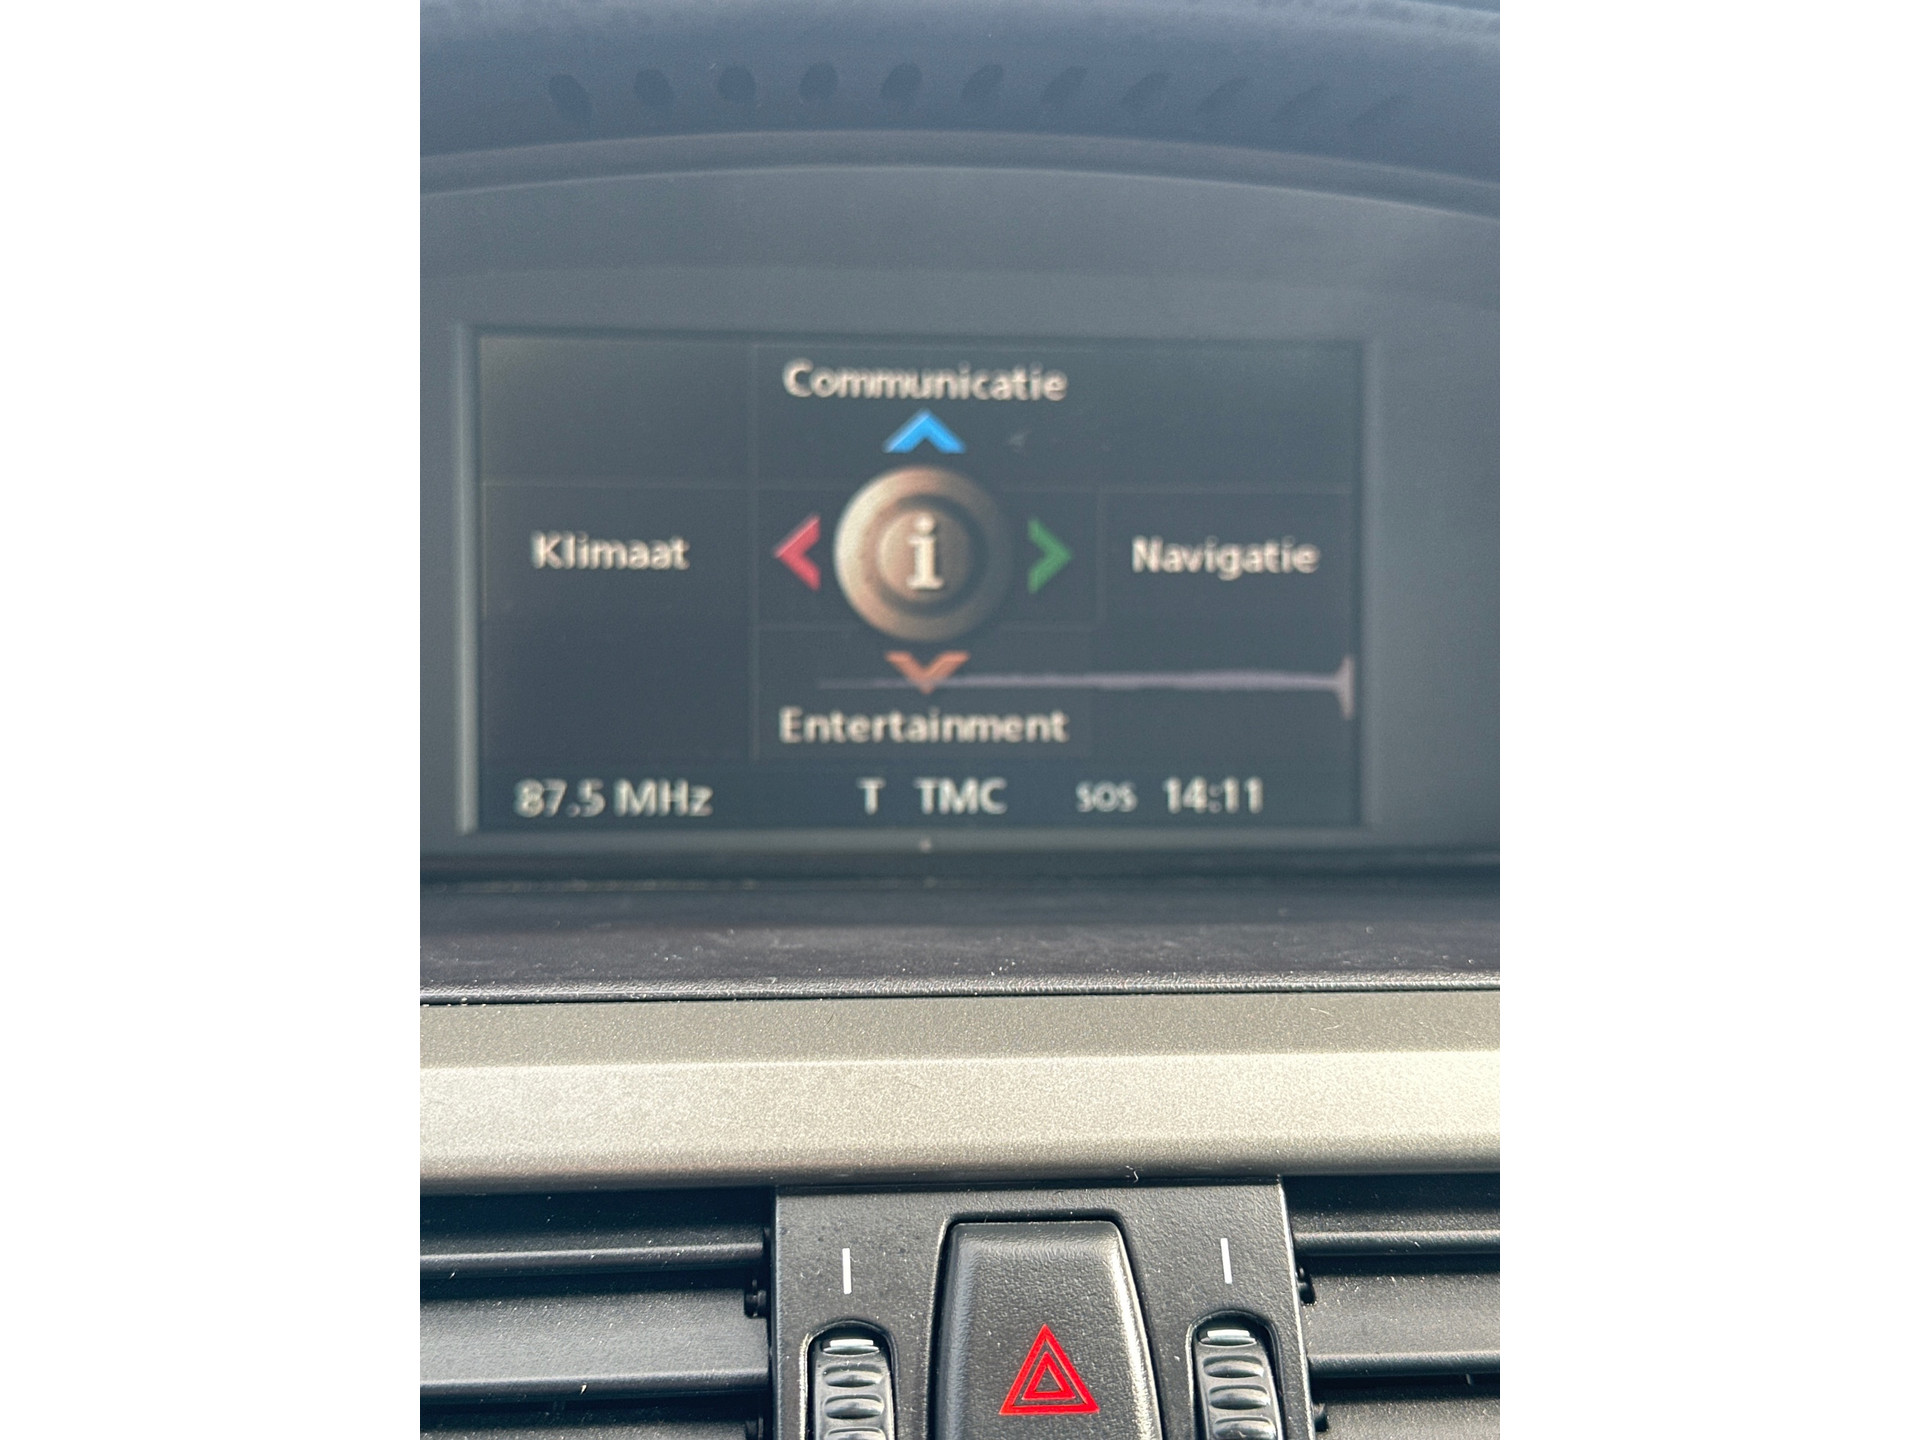 Communicatie
Klimaat i Navigatie
Entertainment
87.5 MHz T TMC SOS 14:11